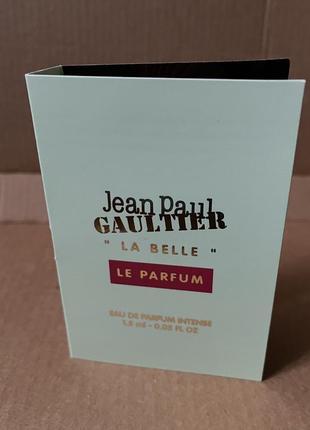 Jean Paul
GAULTIER
" LA BELLE "
LE PARFUM
EAU DE PARFUM INTENSE
1,5 ml - 0.05 FL OZ